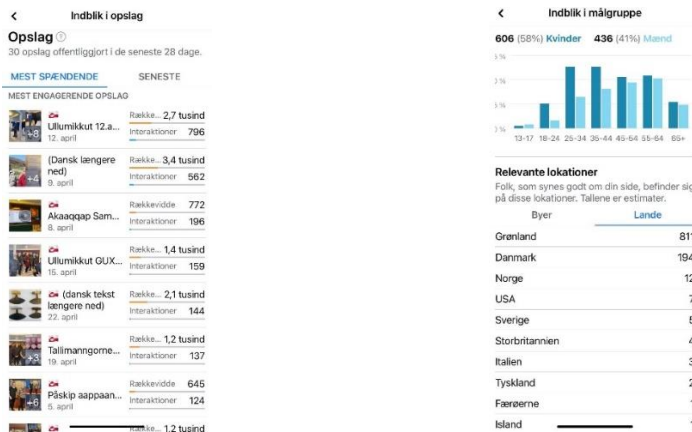 Indblik i opslag
Opslag
30 opslag offentliggjort i de seneste 28 dage.
MEST SPÆNDENDE SENESTE
MEST ENGAGERENDE OPSLAG
+8
Ullumikkut 12.a...
12. april
Række... 2,7 tusind
Interaktioner 796
+4
(Dansk længere ned)
9. april
Række... 3,4 tusind
Interaktioner 562
Akaaqqap Sam...
8. april
Rækkevidde 772
Interaktioner 196
Ullumikkut GUX...
15. april
Række... 1,4 tusind
Interaktioner 159
(dansk tekst længere ned)
22. april
Række... 2,1 tusind
Interaktioner 144
+3
Tallimanngorne...
19. april
Række... 1,2 tusind
Interaktioner 137
+6
Påskip aappaan...
5. april
Rækkevidde 645
Interaktioner 124
Række... 1,2 tusind
Indblik i målgruppe
606 (58%) Kvinder 436 (41%) Mænd
13-17 18-24 25-34 35-44 45-54 55-64 65+
Relevante lokationer
Folk, som synes godt om din side, befinder sig
på disse lokationer. Tallene er estimater.
Byer Lande
Grønland 811
Danmark 194
Norge 12
USA 7
Sverige
Storbritannien 4
Italien 3
Tyskland 2
Færøerne
Island